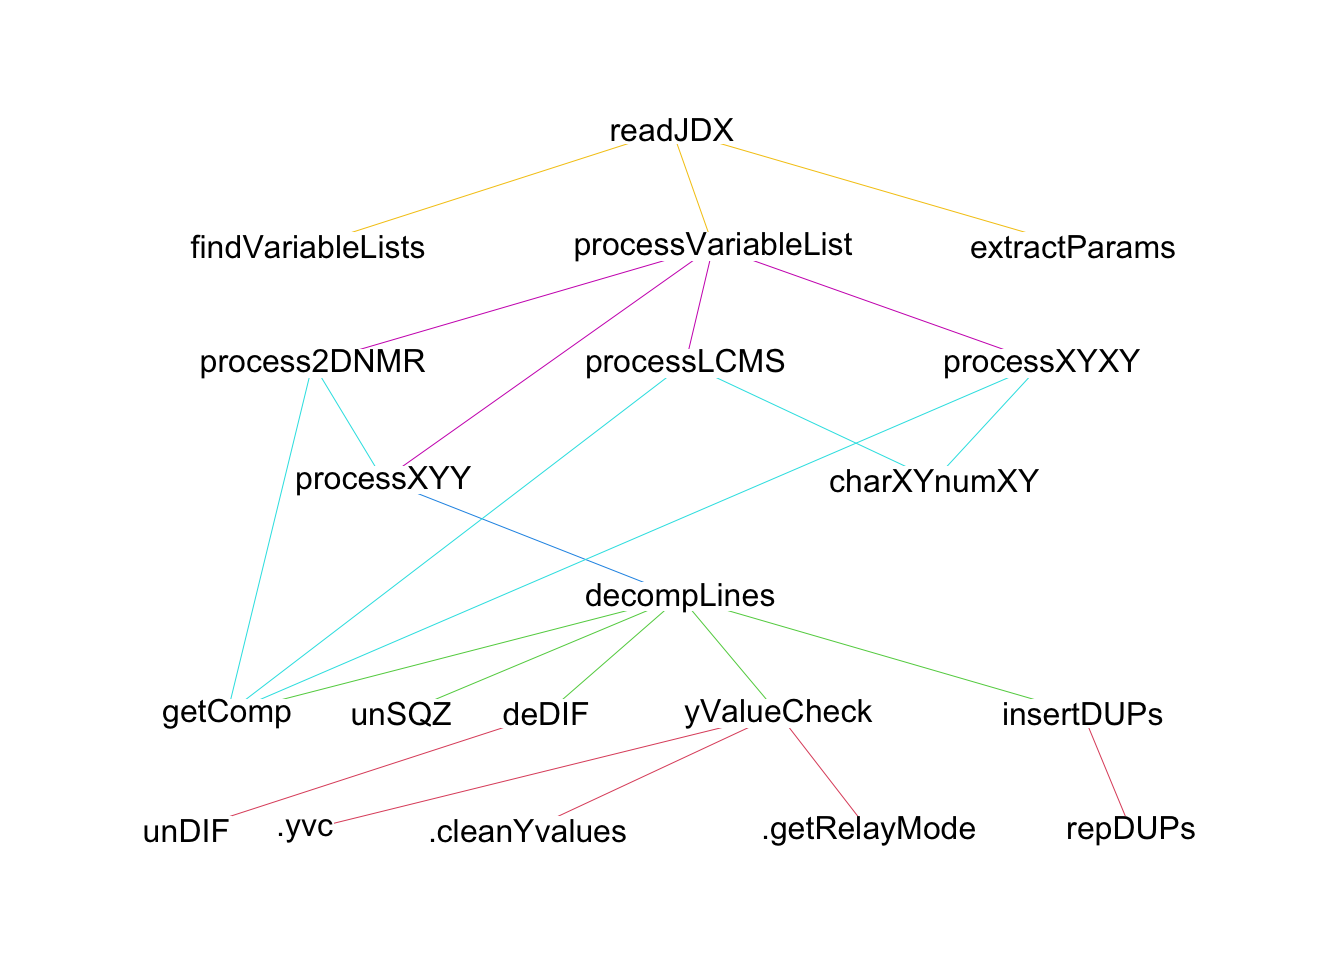 readJDX
findVariableLists processVariableList extractParams
process2DNMR processLCMS processXYXY
processXYY charXYnumXY
decompLines
getComp unSQZ deDIF yValueCheck insertDUPs
unDIF .yvc .cleanYvalues .getRelayMode repDUPs